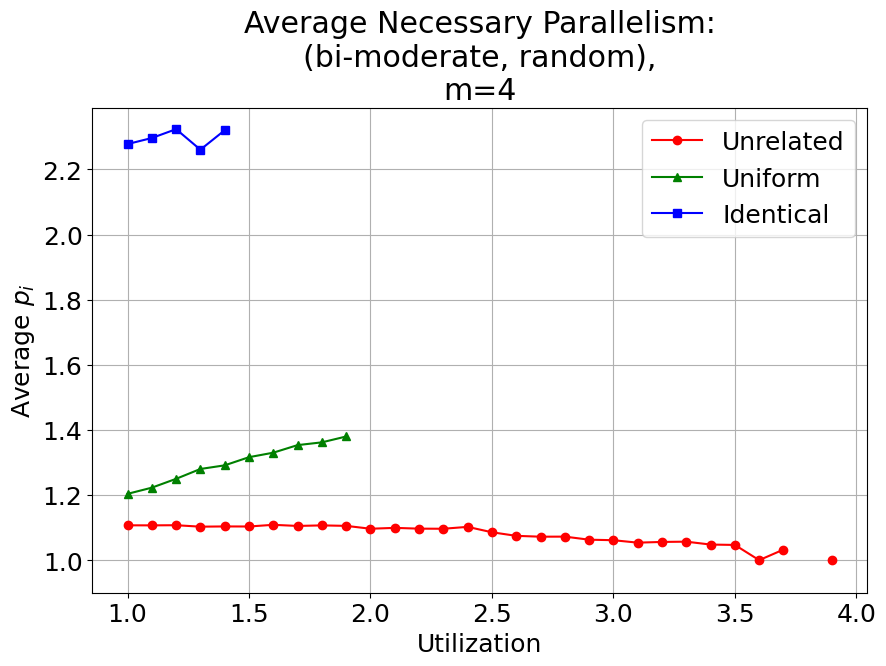 Average Necessary Parallelism:
(bi-moderate, random),
m=4
Unrelated
Uniform
Identical
2.2
2.0
1.8
1.6
1.4
1.2
1.0
Average p_i
1.0 1.5 2.0 2.5 3.0 3.5 4.0
Utilization